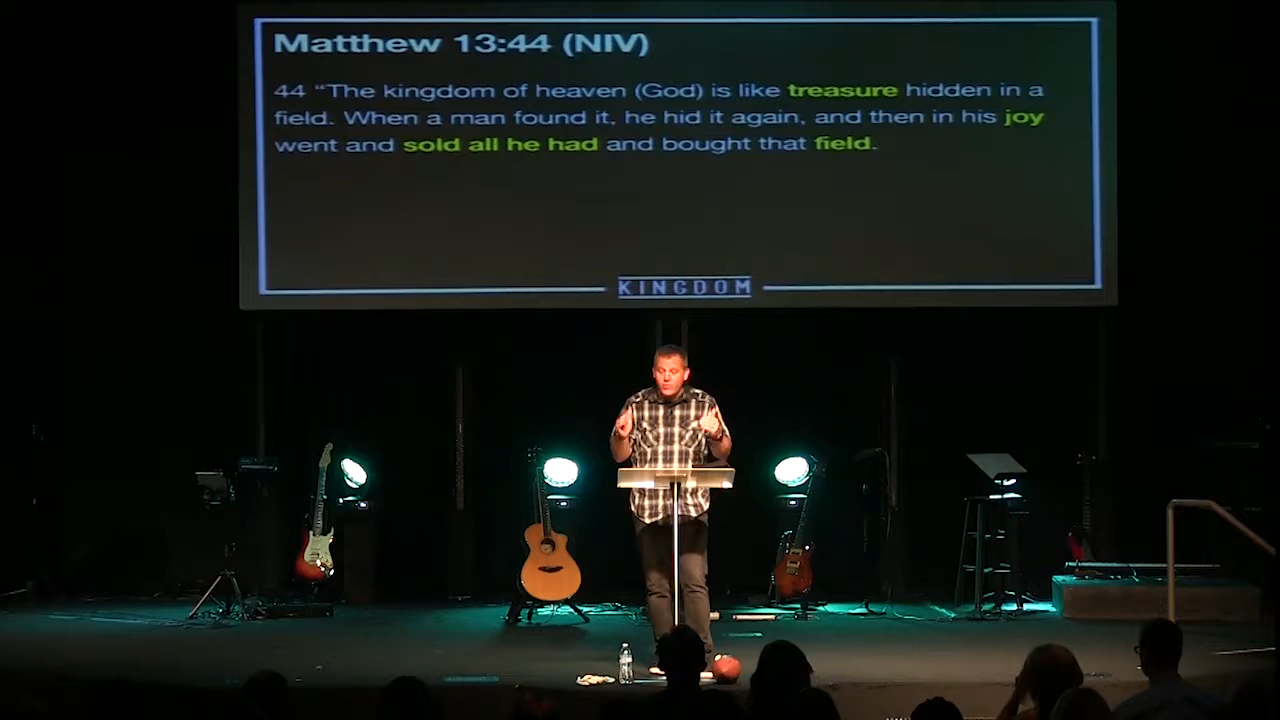 Matthew 13:44 (NIV)
44 “The kingdom of heaven (God) is like treasure hidden in a
field. When a man found it, he hid it again, and then in his joy
went and sold all he had and bought that field.
KINGDOM